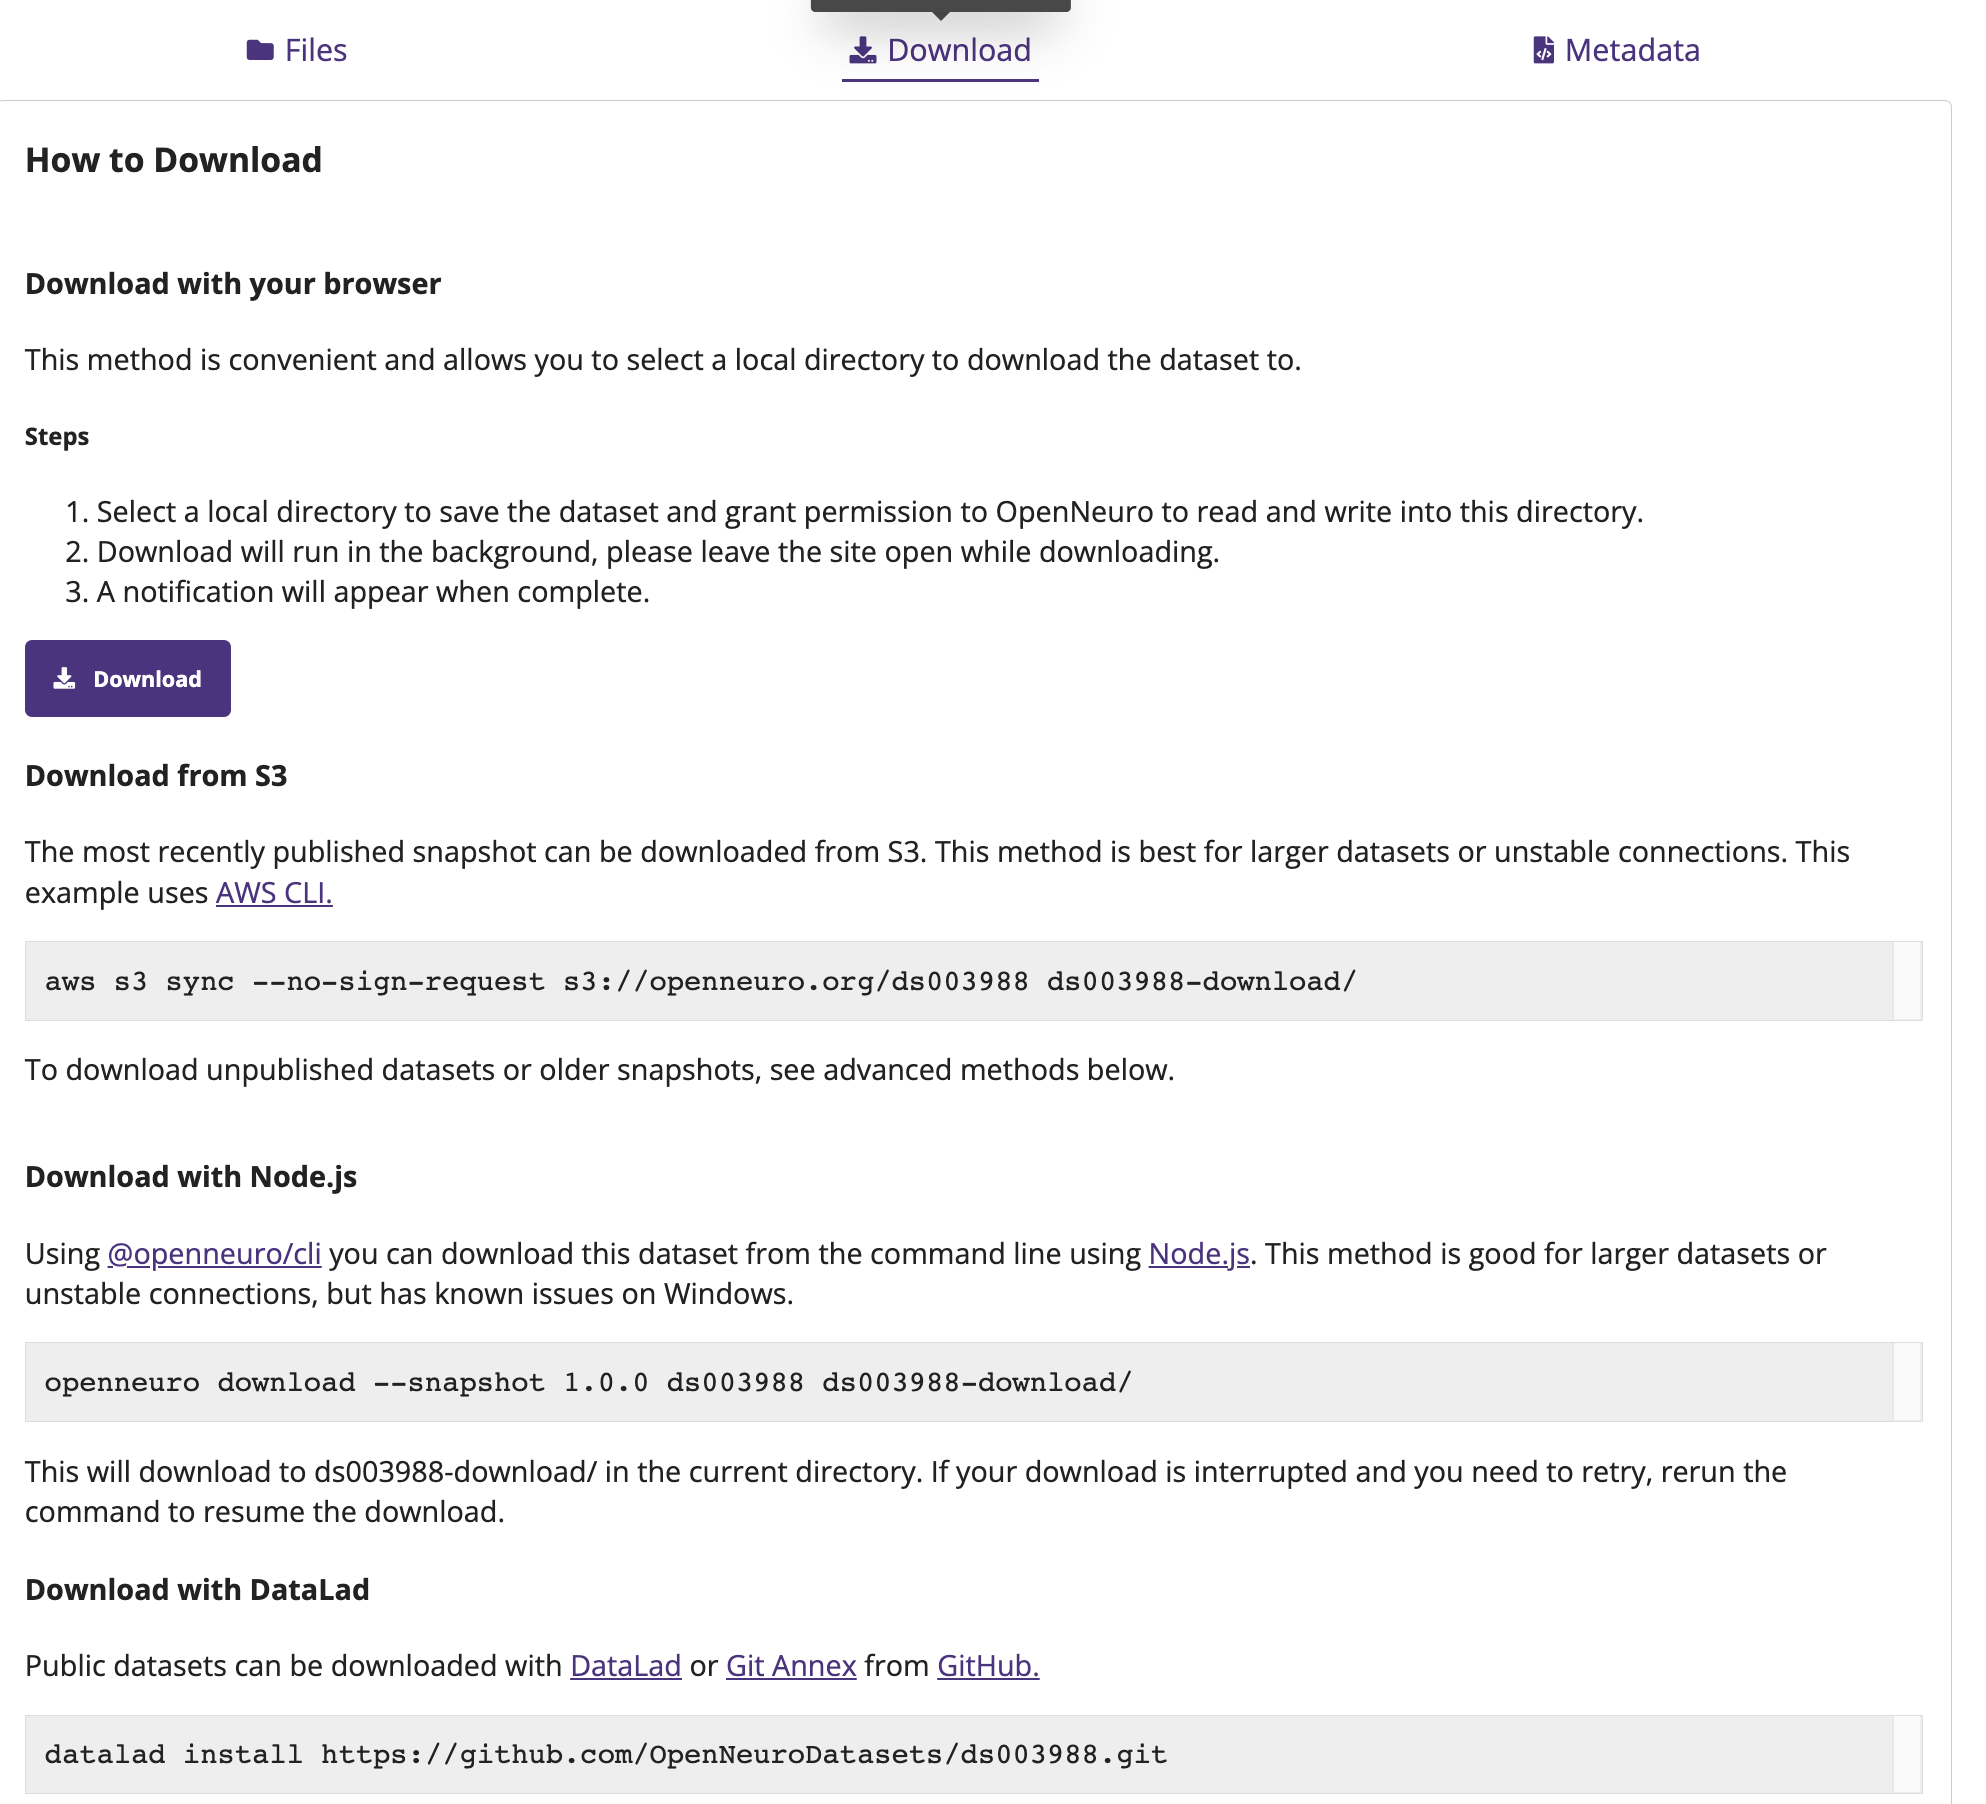 Files
Download
Metadata
How to Download
Download with your browser
This method is convenient and allows you to select a local directory to download the dataset to.
Steps
1. Select a local directory to save the dataset and grant permission to OpenNeuro to read and write into this directory.
2. Download will run in the background, please leave the site open while downloading.
3. A notification will appear when complete.
Download
Download from S3
The most recently published snapshot can be downloaded from S3. This method is best for larger datasets or unstable connections. This
example uses AWS CLI.
aws s3 sync --no-sign-request s3://openneuro.org/ds003988 ds003988-download/
To download unpublished datasets or older snapshots, see advanced methods below.
Download with Node.js
Using @openneuro/cli you can download this dataset from the command line using Node.js. This method is good for larger datasets or
unstable connections, but has known issues on Windows.
openneuro download --snapshot 1.0.0 ds003988 ds003988-download/
This will download to ds003988-download/ in the current directory. If your download is interrupted and you need to retry, rerun the
command to resume the download.
Download with DataLad
Public datasets can be downloaded with DataLad or Git Annex from GitHub.
datalad install https://github.com/OpenNeuroDatasets/ds003988.git